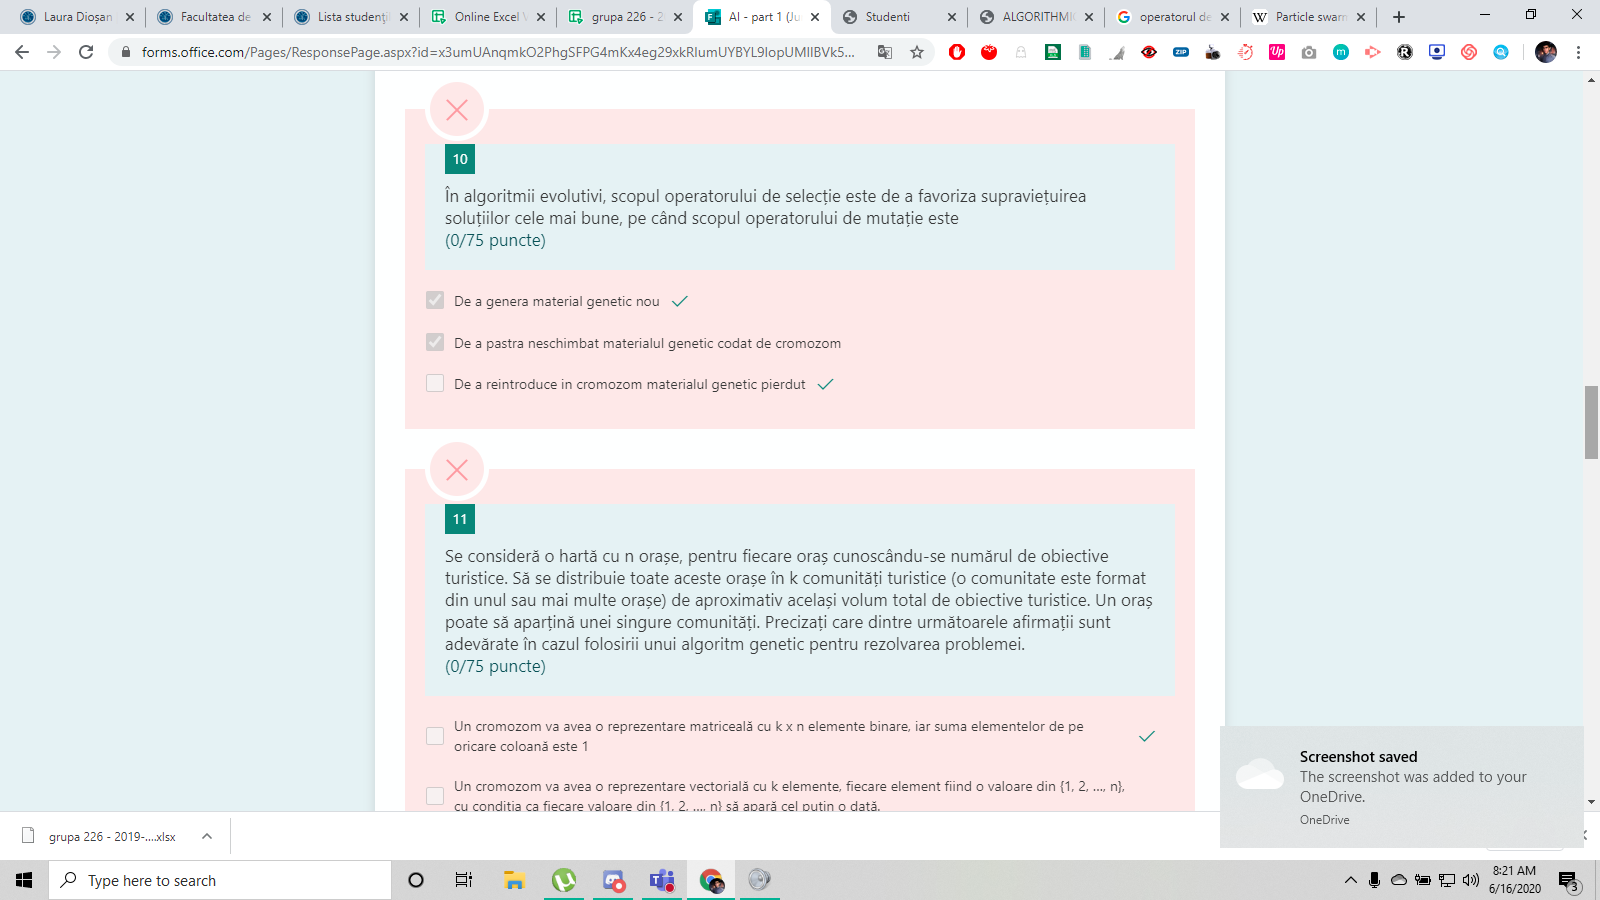 Laura Dioșan
Facultatea de
Lista studenți
Online Excel V
grupa 226 - 2
AI - part 1 (Ju
Studenti
ALGORITHMI
operatorul de
Particle swarm
forms.office.com/Pages/ResponsePage.aspx?id=x3umUAnqmkO2PhgSFPG4mKx4eg29xkRIumUYBYL9IopUMlIBVk5...
10
În algoritmii evolutivi, scopul operatorului de selecție este de a favoriza supraviețuirea
soluțiilor cele mai bune, pe când scopul operatorului de mutație este
(0/75 puncte)
De a genera material genetic nou
De a pastra neschimbat materialul genetic codat de cromozom
De a reintroduce in cromozom materialul genetic pierdut
11
Se consideră o hartă cu n orașe, pentru fiecare oraș cunoscându-se numărul de obiective
turistice. Să se distribuie toate aceste orașe în k comunități turistice (o comunitate este format
din unul sau mai multe orașe) de aproximativ același volum total de obiective turistice. Un oraș
poate să aparțină unei singure comunități. Precizați care dintre următoarele afirmații sunt
adevărate în cazul folosirii unui algoritm genetic pentru rezolvarea problemei.
(0/75 puncte)
Un cromozom va avea o reprezentare matriceală cu k x n elemente binare, iar suma elementelor de pe
oricare coloană este 1
Un cromozom va avea o reprezentare vectorială cu k elemente, fiecare element fiind o valoare din {1, 2, ..., n},
cu condiția ca fiecare valoare din {1, 2, ..., n} să apară cel puțin o dată.
Screenshot saved
The screenshot was added to your
OneDrive.
OneDrive
grupa 226 - 2019-....xlsx
Type here to search
8:21 AM
6/16/2020
3